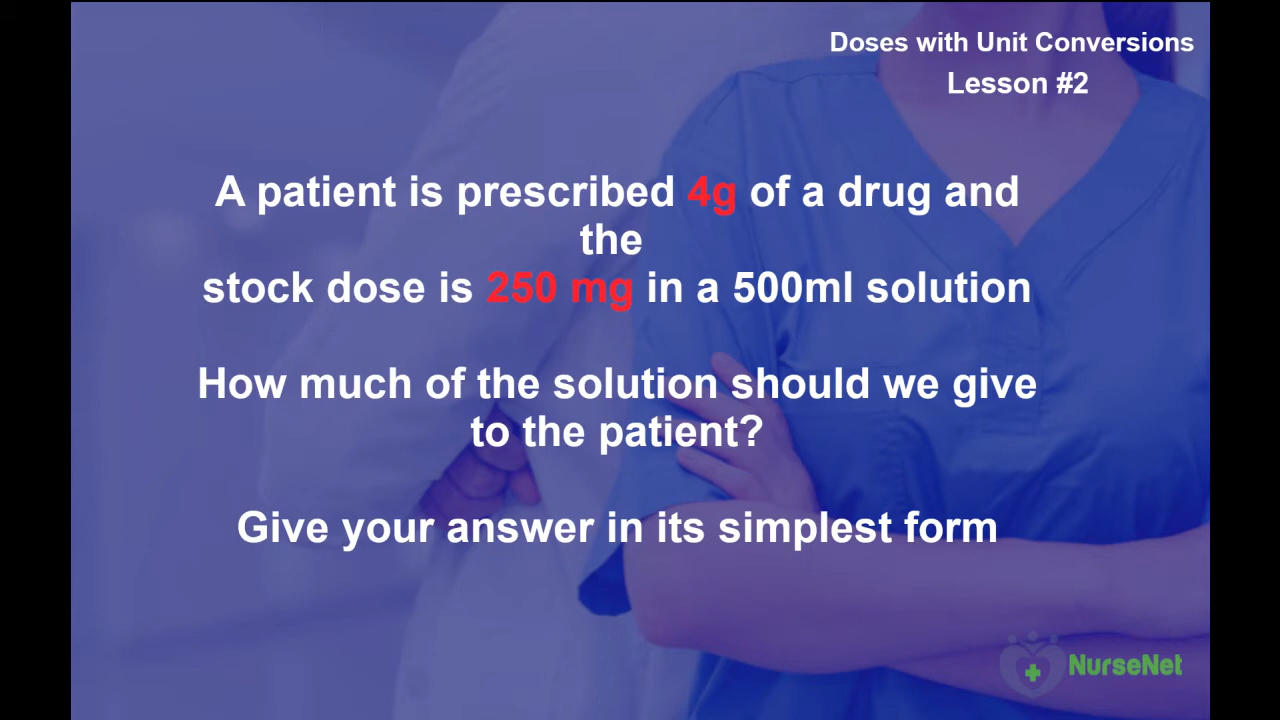 Doses with Unit Conversions
Lesson #2
A patient is prescribed 4g of a drug and
the
stock dose is 250 mg in a 500ml solution
How much of the solution should we give
to the patient?
Give your answer in its simplest form
NurseNet